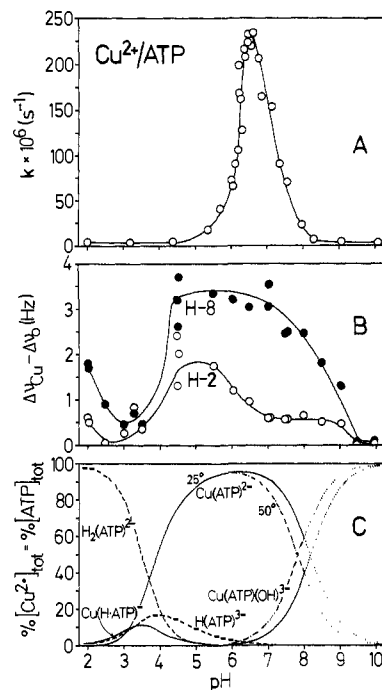 Cu²⁺/ATP
k × 10⁶ (s⁻¹)
250
200
150
100
50
0
A
Δν_Cu − Δν_o (Hz)
4
3
2
1
0
H-8
H-2
B
%[Cu²⁺]_tot = %[ATP]_tot
100
80
60
40
20
0
25°
Cu(ATP)²⁻
50°
C
H₂(ATP)²⁻
Cu(ATP)(OH)³⁻
Cu(H·ATP)⁻
H(ATP)³⁻
2 3 4 5 6 7 8 9 10
pH